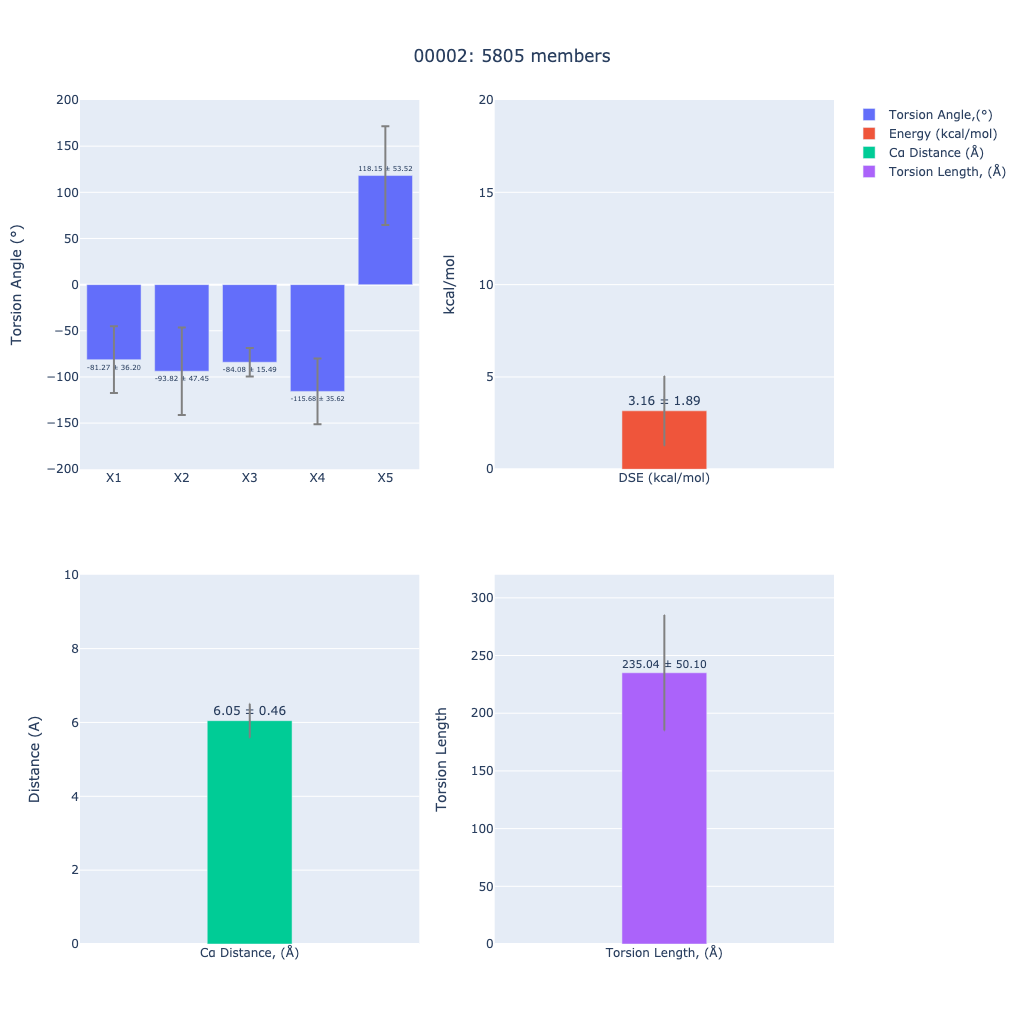 00002: 5805 members
Torsion Angle (°)
200
150
100
50
0
−50
−100
−150
−200
-81.27 ± 36.20
-93.82 ± 47.45
-84.08 ± 15.49
-115.68 ± 35.62
118.15 ± 53.52
X1 X2 X3 X4 X5
kcal/mol
20
15
10
5
0
3.16 ± 1.89
DSE (kcal/mol)
Torsion Angle,(°)
Energy (kcal/mol)
Cα Distance (Å)
Torsion Length, (Å)
Distance (A)
10
8
6
4
2
0
6.05 ± 0.46
Cα Distance, (Å)
Torsion Length
300
250
200
150
100
50
0
235.04 ± 50.10
Torsion Length, (Å)